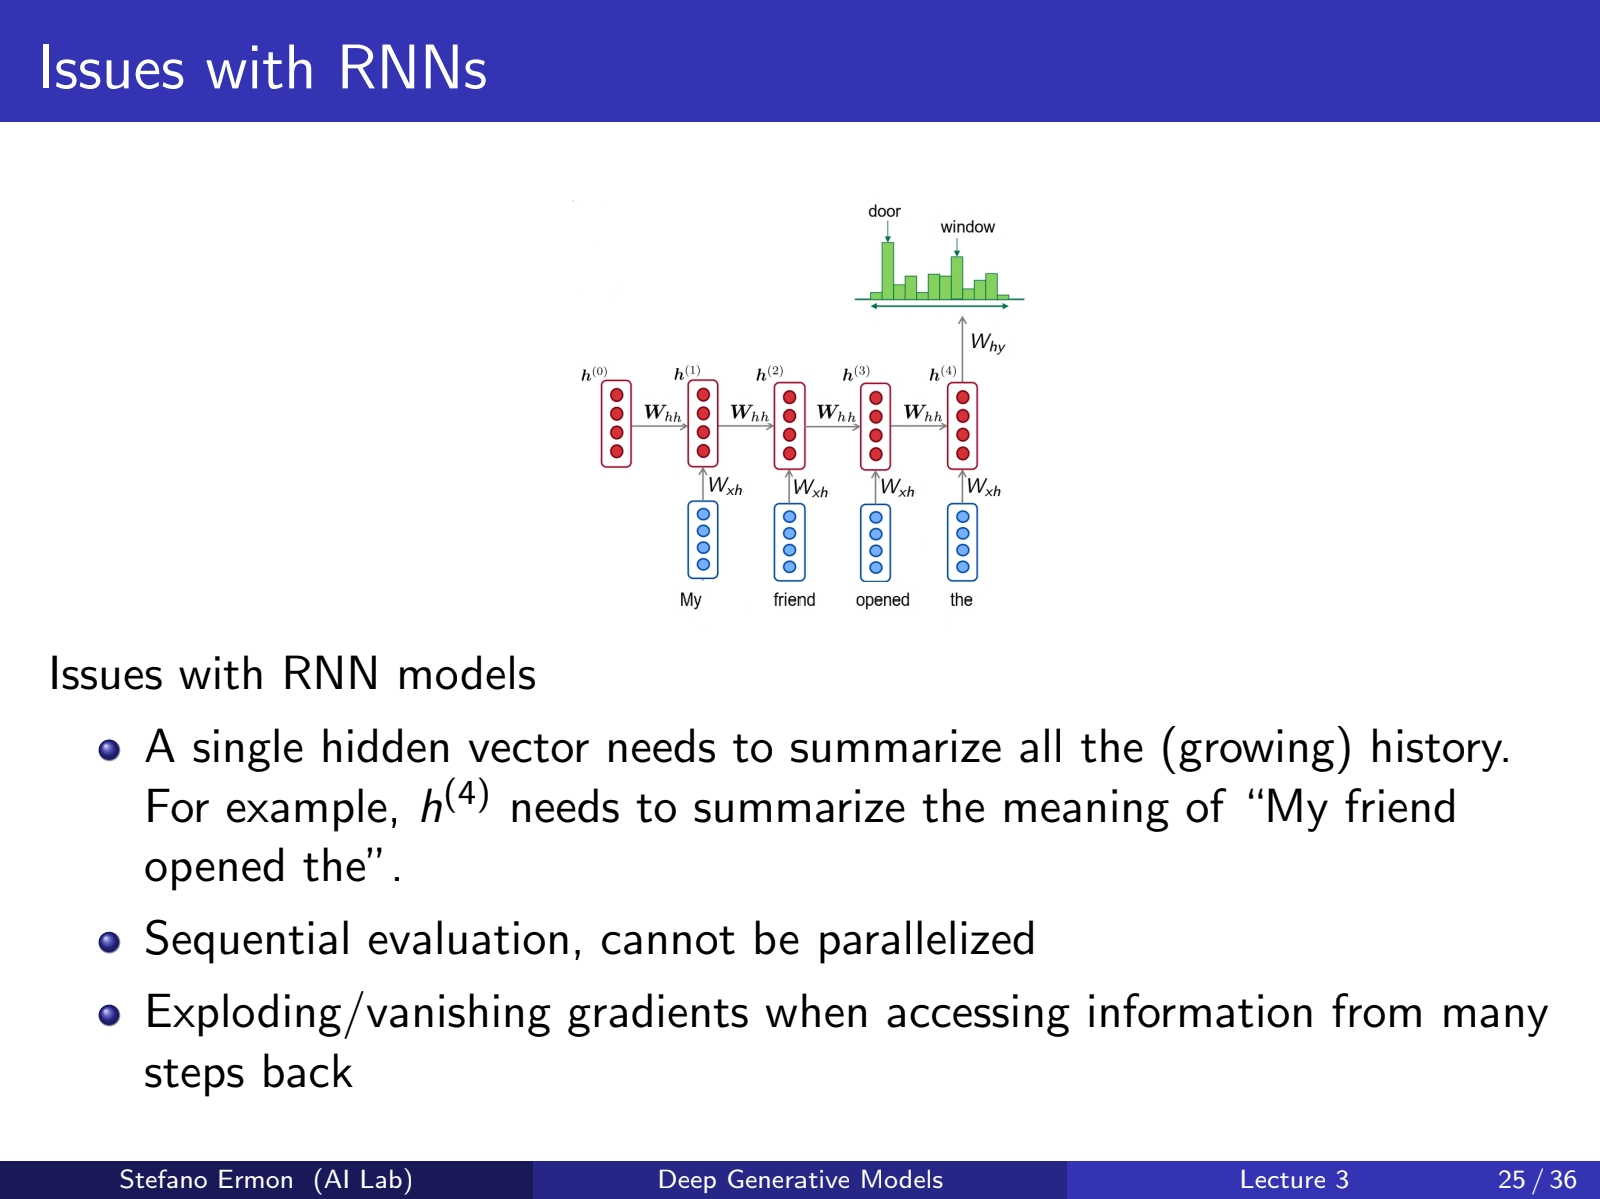 Issues with RNNs
door
window
W_hy
h^(0) h^(1) h^(2) h^(3) h^(4)
W_hh W_hh W_hh W_hh
W_xh W_xh W_xh W_xh
My friend opened the
Issues with RNN models
A single hidden vector needs to summarize all the (growing) history.
For example, h^(4) needs to summarize the meaning of “My friend
opened the”.
Sequential evaluation, cannot be parallelized
Exploding/vanishing gradients when accessing information from many
steps back
Stefano Ermon (AI Lab) Deep Generative Models Lecture 3 25 / 36